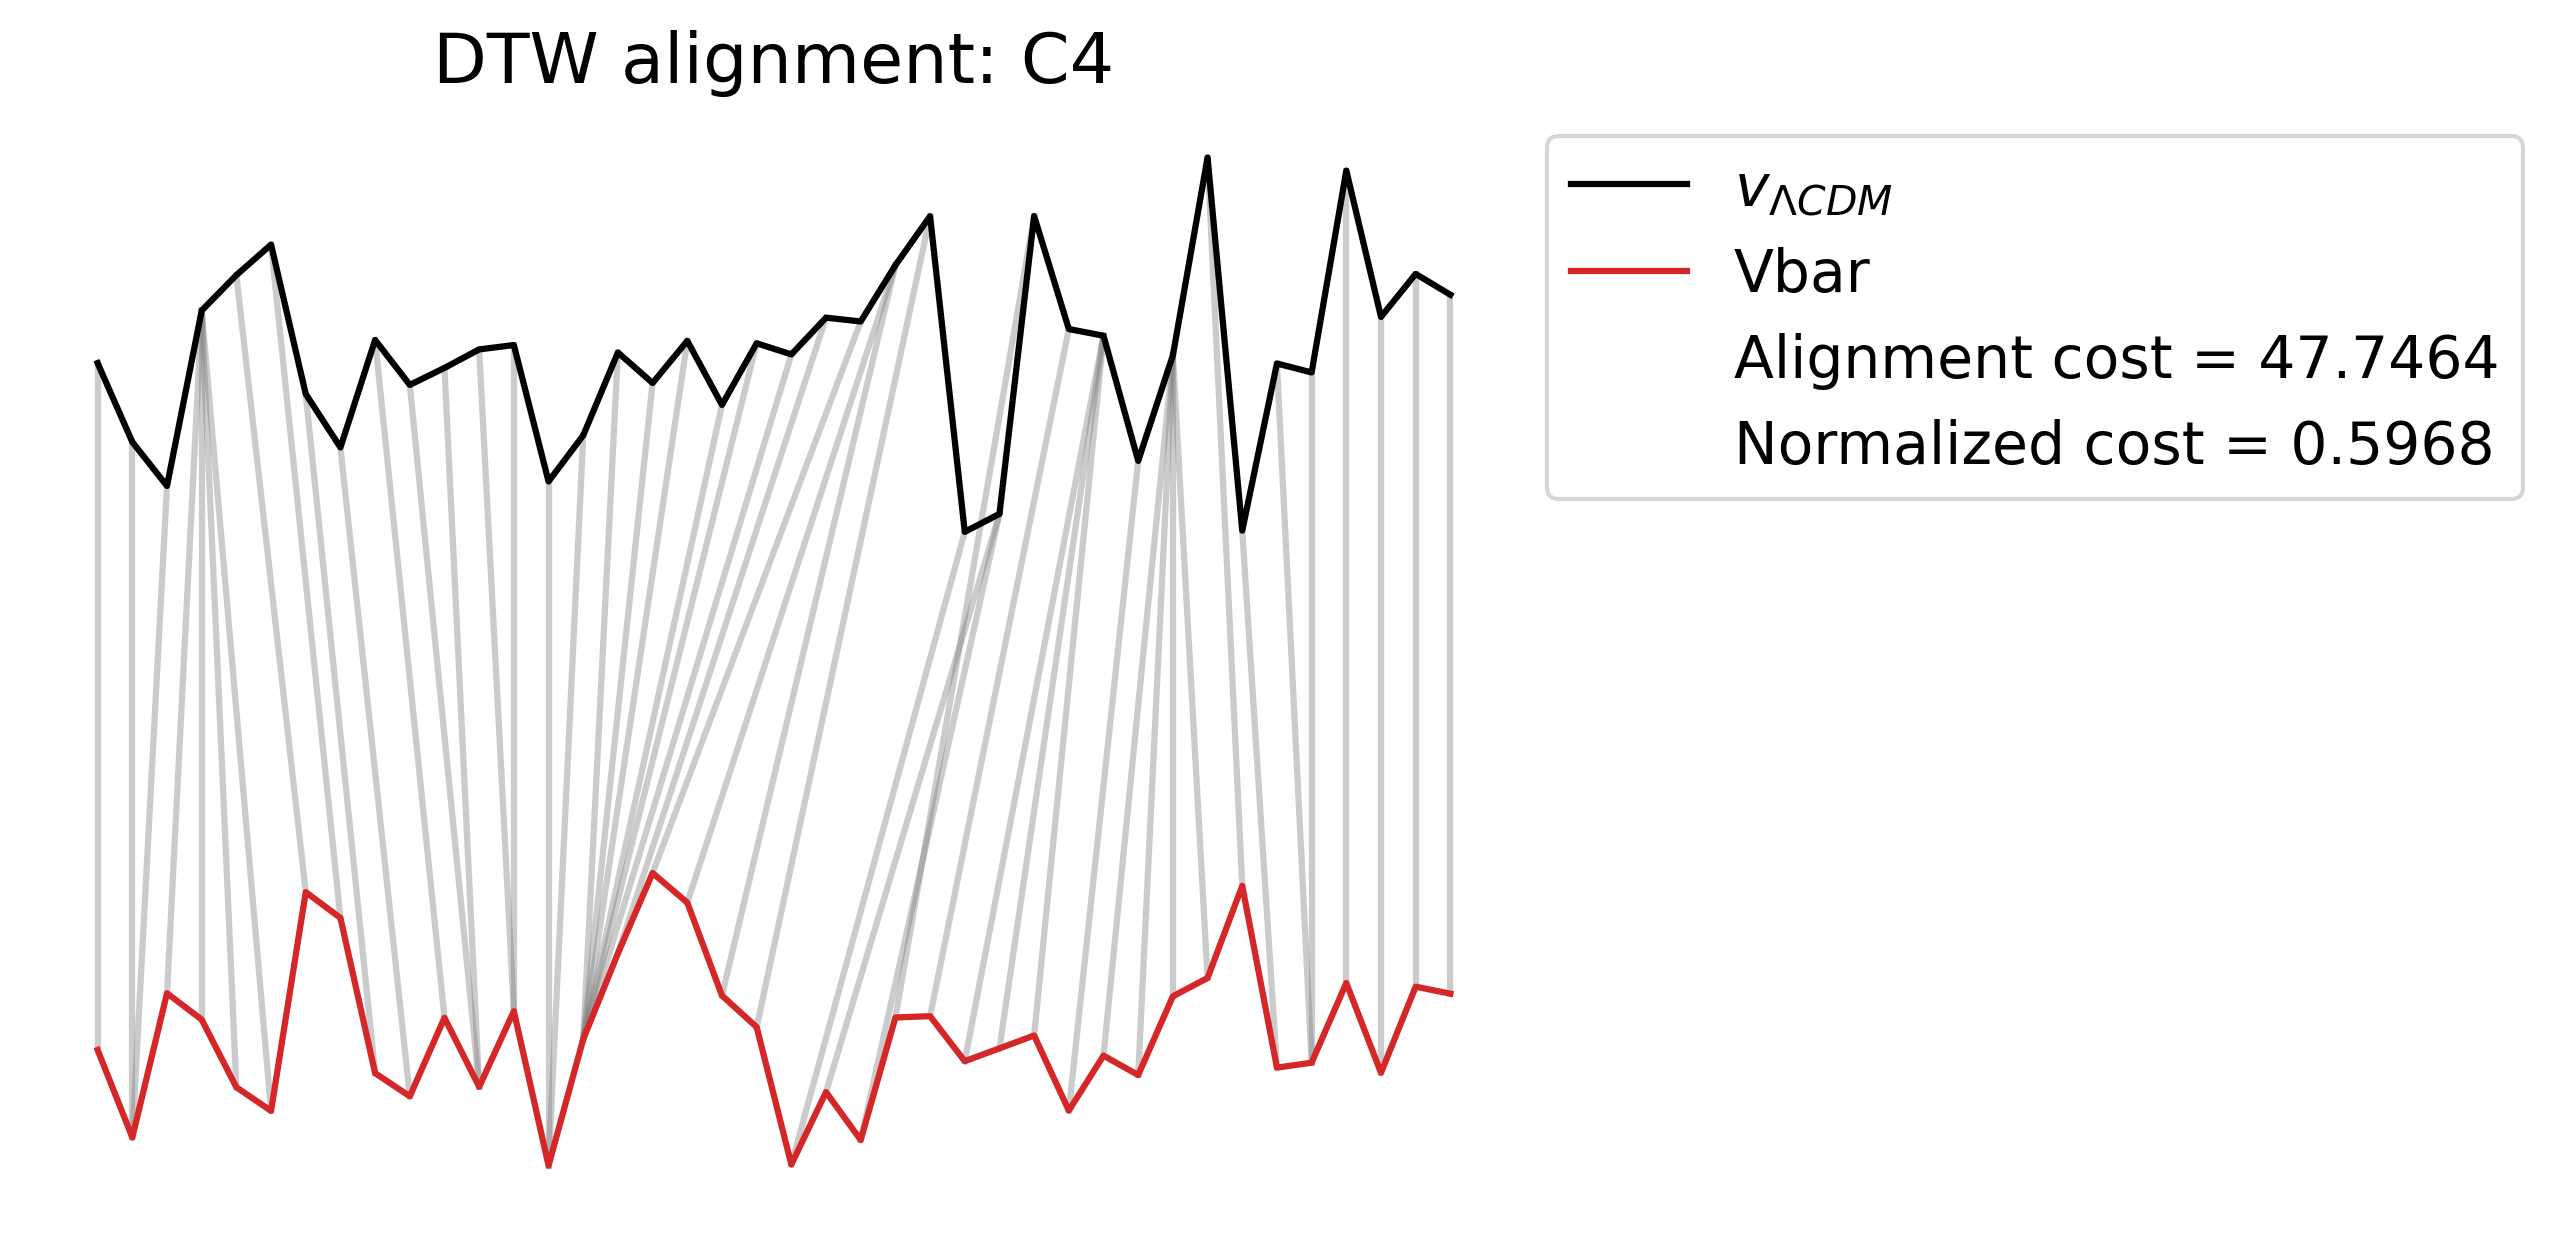 DTW alignment: C4
v_{ΛCDM}
Vbar
Alignment cost = 47.7464
Normalized cost = 0.5968